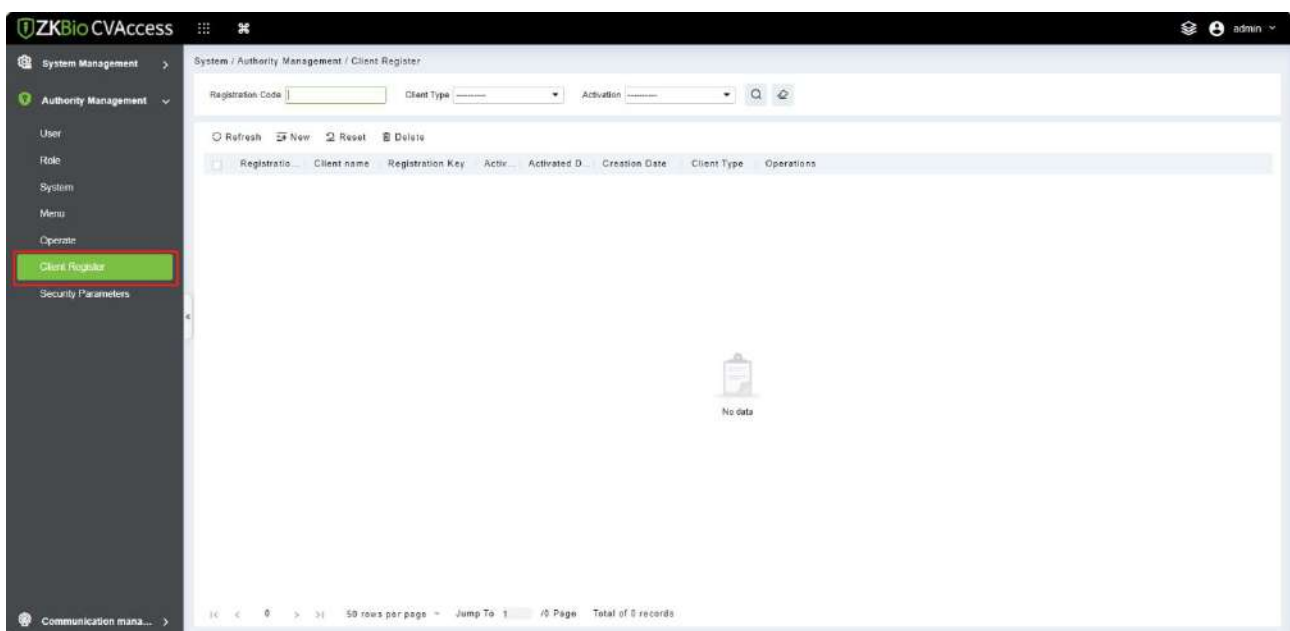 ZKBio CVAccess
admin
System Management
System / Authority Management / Client Register
Authority Management
Registration Code
Client Type ----------
Activation ----------
User
Refresh New Reset Delete
Role
Registratio... Client name Registration Key Activ... Activated D... Creation Date Client Type Operations
System
Menu
Operate
Client Register
Security Parameters
No data
Communication mana...
0
50 rows per page
Jump To 1 /0 Page
Total of 0 records